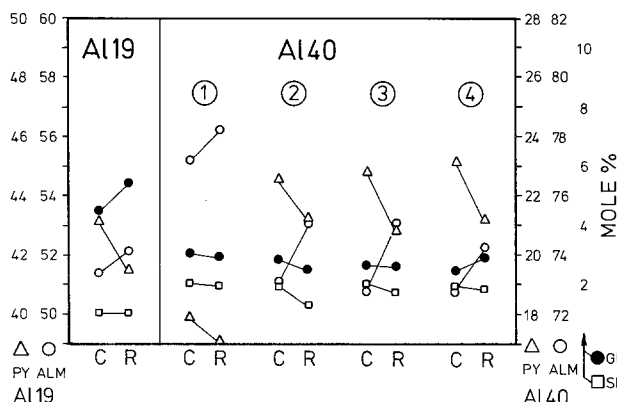 50 60 28 82
Al19 Al40
48 58 26 80 10
① ② ③ ④
46 56 24 78 8
44 54 22 76 6
MOLE %
4
42 52 20 74
2
40 50 18 72
△ ○ C R C R C R C R C R △ ○
PY ALM PY ALM
Al19 Al40